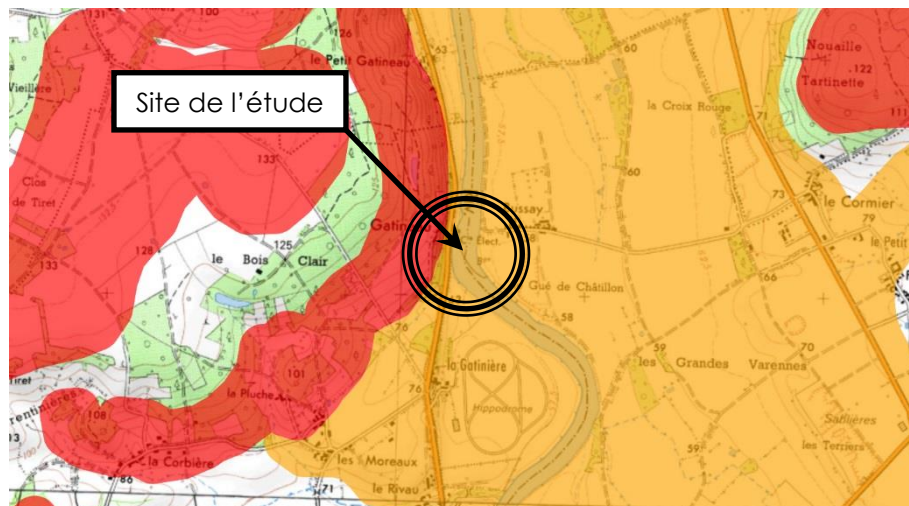 131
100
126
le Petit Gatineau
63
60
Nouaille
Tartinette
122
111
Site de l’étude
la Croix Rouge
71
133
60
Clos
de Tiret
73
le Cormier
79
128
125
le Bois Clair
Élect.
le Petit
133
66
Gué de Châtillon
58
76
59
les Grandes Varennes
70
la Gatinière
101
la Pluche
76
Hippodrome
108
Sablières
les Terriers
59
la Corbière
les Moreaux
86
71
le Rivau